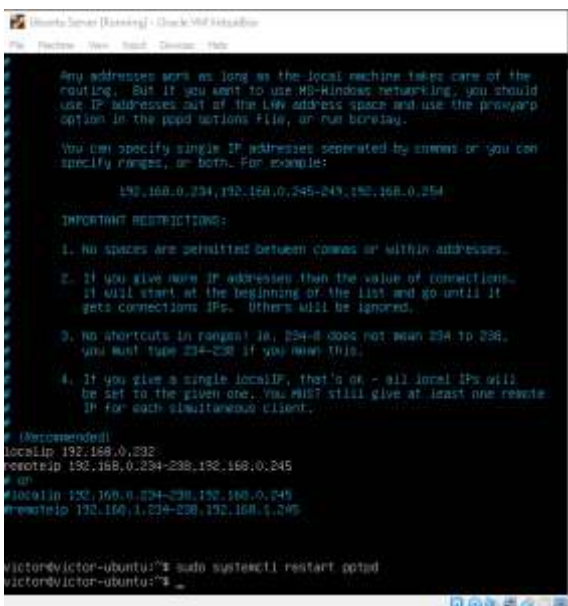 Ubuntu Server [Running] - Oracle VM VirtualBox
File Machine View Input Devices Help
# Any addresses work as long as the local machine takes care of the
# routing. But if you want to use MS-Windows networking, you should
# use IP addresses out of the LAN address space and use the proxyarp
# option in the pppd options file, or run bcrelay.
#
# You can specify single IP addresses seperated by commas or you can
# specify ranges, or both. For example:
#
# 192.168.0.234,192.168.0.245-249,192.168.0.254
#
# IMPORTANT RESTRICTIONS:
#
# 1. No spaces are permitted between commas or within addresses.
#
# 2. If you give more IP addresses than the value of connections,
# it will start at the beginning of the list and go until it
# gets connections IPs. Others will be ignored.
#
# 3. No shortcuts in ranges! ie. 234-8 does not mean 234 to 238,
# you must type 234-238 if you mean this.
#
# 4. If you give a single localIP, that's ok - all local IPs will
# be set to the given one. You MUST still give at least one remote
# IP for each simultaneous client.
#
# (Recommended)
localip 192.168.0.232
remoteip 192.168.0.234-238,192.168.0.245
# or
#localip 192.168.0.234-238,192.168.0.245
#remoteip 192.168.1.234-238,192.168.1.245
victor@victor-ubuntu:~$ sudo systemctl restart pptpd
victor@victor-ubuntu:~$ _